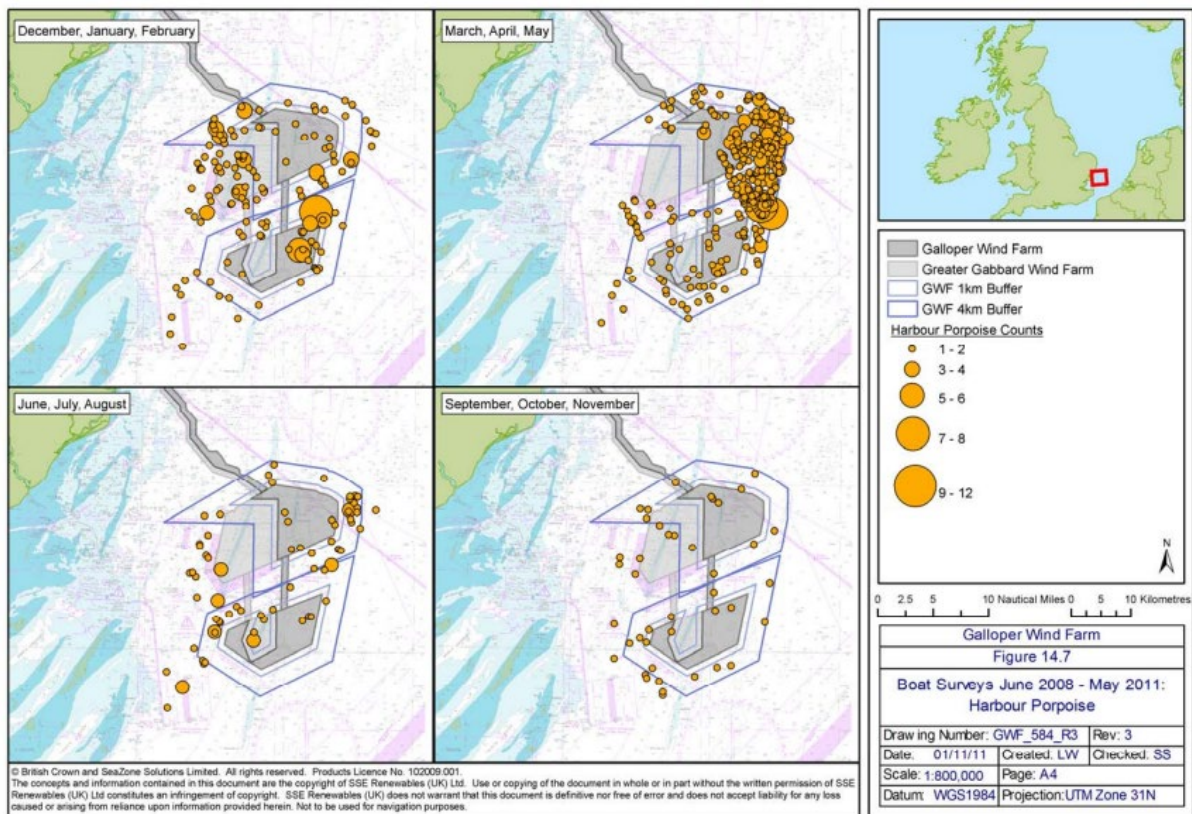 December, January, February
March, April, May
June, July, August
September, October, November
Galloper Wind Farm
Greater Gabbard Wind Farm
GWF 1km Buffer
GWF 4km Buffer
Harbour Porpoise Counts
1 - 2
3 - 4
5 - 6
7 - 8
9 - 12
N
0 2.5 5 10 Nautical Miles 0 5 10 Kilometres
Galloper Wind Farm
Figure 14.7
Boat Surveys June 2008 - May 2011:
Harbour Porpoise
Drawing Number: GWF_584_R3 Rev: 3
Date: 01/11/11 Created: LW Checked: SS
Scale: 1:800,000 Page: A4
Datum: WGS1984 Projection: UTM Zone 31N
© British Crown and SeaZone Solutions Limited. All rights reserved. Products Licence No. 102009.001.
The concepts and information contained in this document are the copyright of SSE Renewables (UK) Ltd. Use or copying of the document in whole or in part without the written permission of SSE
Renewables (UK) Ltd constitutes an infringement of copyright. SSE Renewables (UK) does not warrant that this document is definitive nor free of error and does not accept liability for any loss
caused or arising from reliance upon information provided herein. Not to be used for navigation purposes.